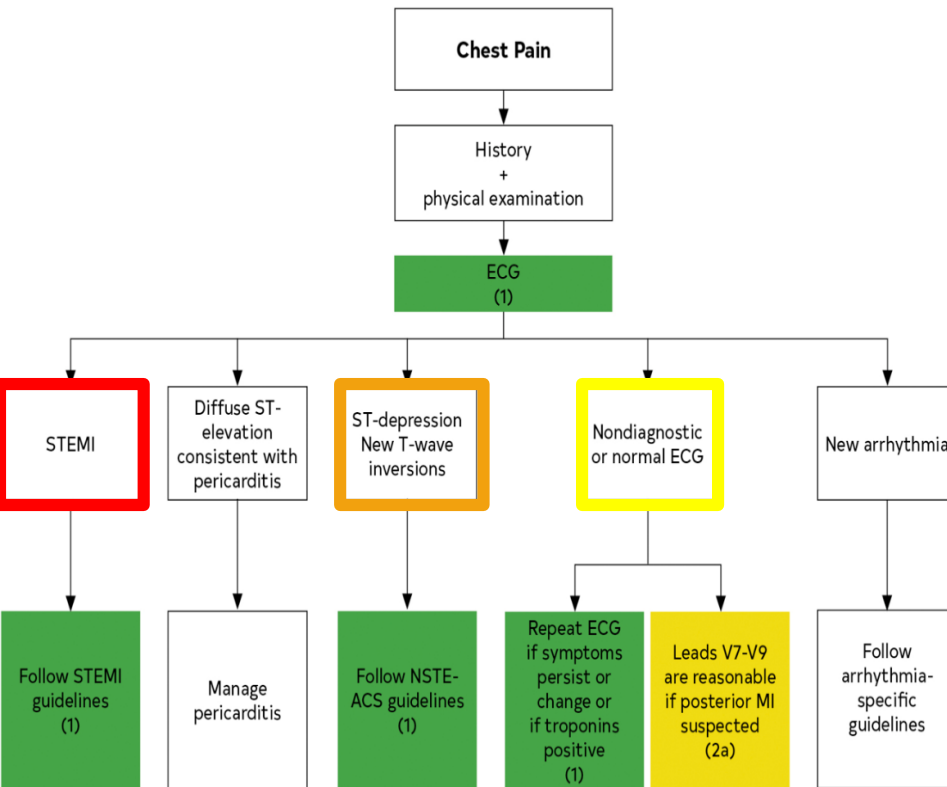 Chest Pain
History
+
physical examination
ECG
(1)
STEMI
Diffuse ST-
elevation
consistent with
pericarditis
ST-depression
New T-wave
inversions
Nondiagnostic
or normal ECG
New arrhythmia
Follow STEMI
guidelines
(1)
Manage
pericarditis
Follow NSTE-
ACS guidelines
(1)
Repeat ECG
if symptoms
persist or
change or
if troponins
positive
(1)
Leads V7-V9
are reasonable
if posterior MI
suspected
(2a)
Follow
arrhythmia-
specific
guidelines